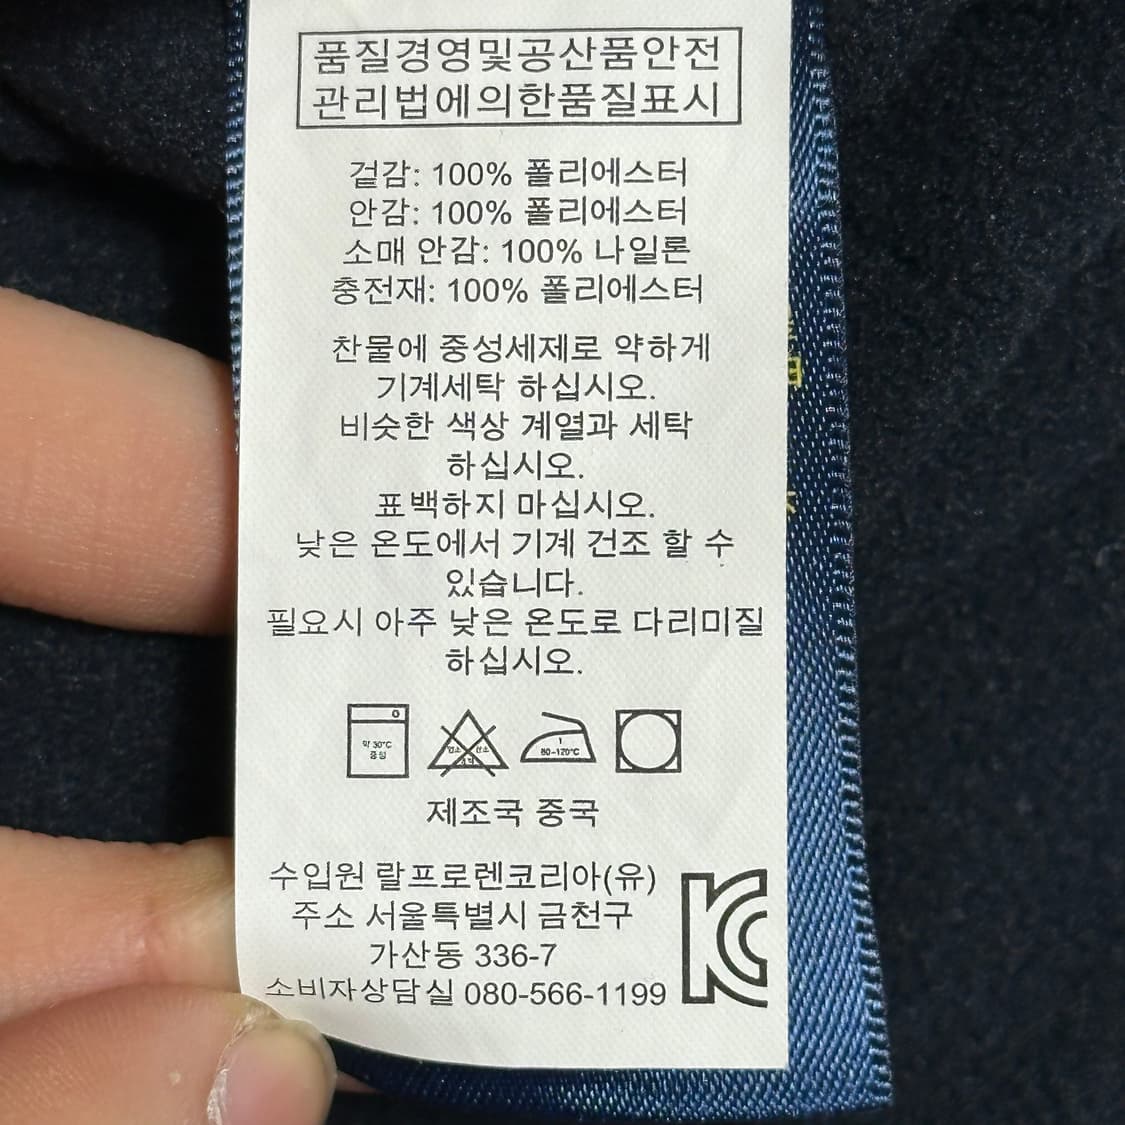 품질경영및공산품안전
관리법에의한품질표시
겉감: 100% 폴리에스터
안감: 100% 폴리에스터
소매 안감: 100% 나일론
충전재: 100% 폴리에스터
찬물에 중성세제로 약하게
기계세탁 하십시오.
비슷한 색상 계열과 세탁
하십시오.
표백하지 마십시오.
낮은 온도에서 기계 건조 할 수
있습니다.
필요시 아주 낮은 온도로 다리미질
하십시오.
약 30°C
중성
1
80~120°C
제조국 중국
수입원 랄프로렌코리아(유)
주소 서울특별시 금천구
가산동 336-7
소비자상담실 080-566-1199
KC